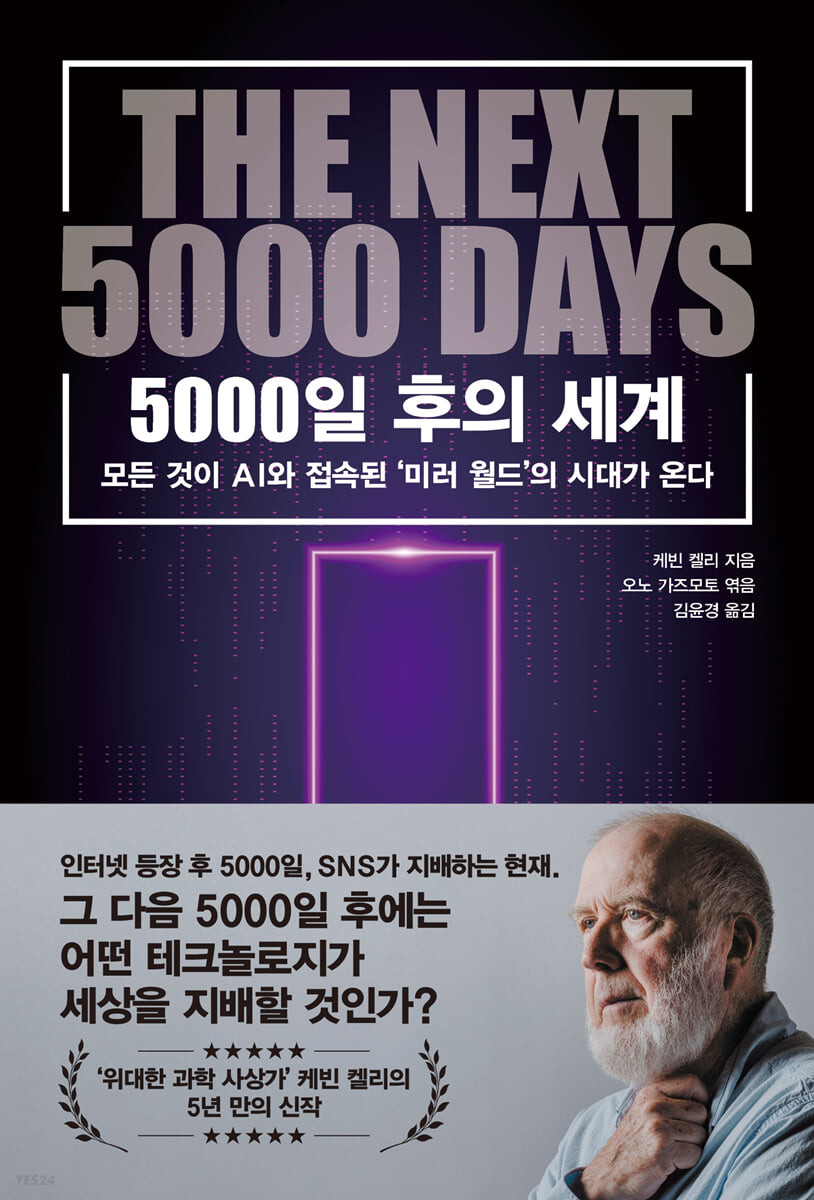 THE NEXT
5000 DAYS
5000일 후의 세계
모든 것이 AI와 접속된 ‘미러 월드’의 시대가 온다
케빈 켈리 지음
오노 가즈모토 엮음
김윤경 옮김
인터넷 등장 후 5000일, SNS가 지배하는 현재.
그 다음 5000일 후에는
어떤 테크놀로지가
세상을 지배할 것인가?
★★★★★
‘위대한 과학 사상가’ 케빈 켈리의
5년 만의 신작
★★★★★
YES24